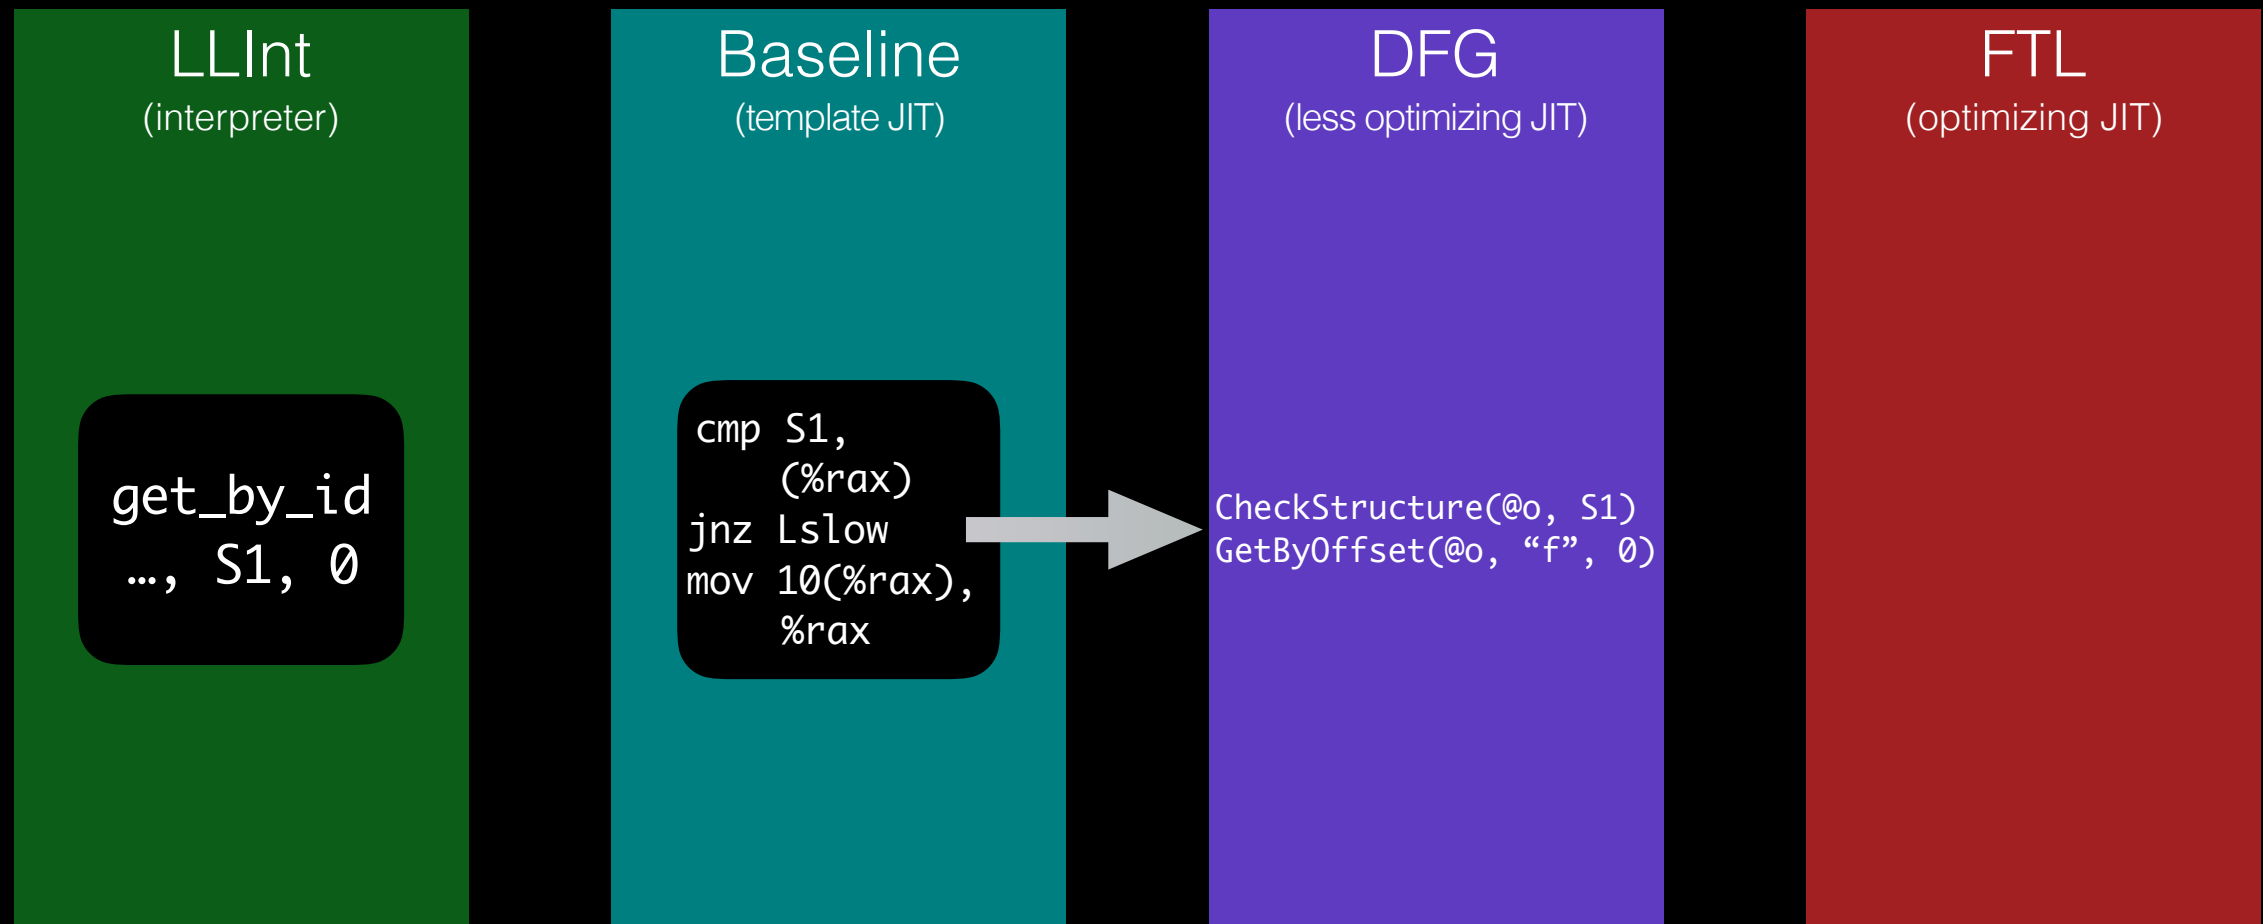 LLInt
(interpreter)
get_by_id
…, S1, 0
Baseline
(template JIT)
cmp S1,
(%rax)
jnz Lslow
mov 10(%rax),
%rax
DFG
(less optimizing JIT)
CheckStructure(@o, S1)
GetByOffset(@o, “f”, 0)
FTL
(optimizing JIT)